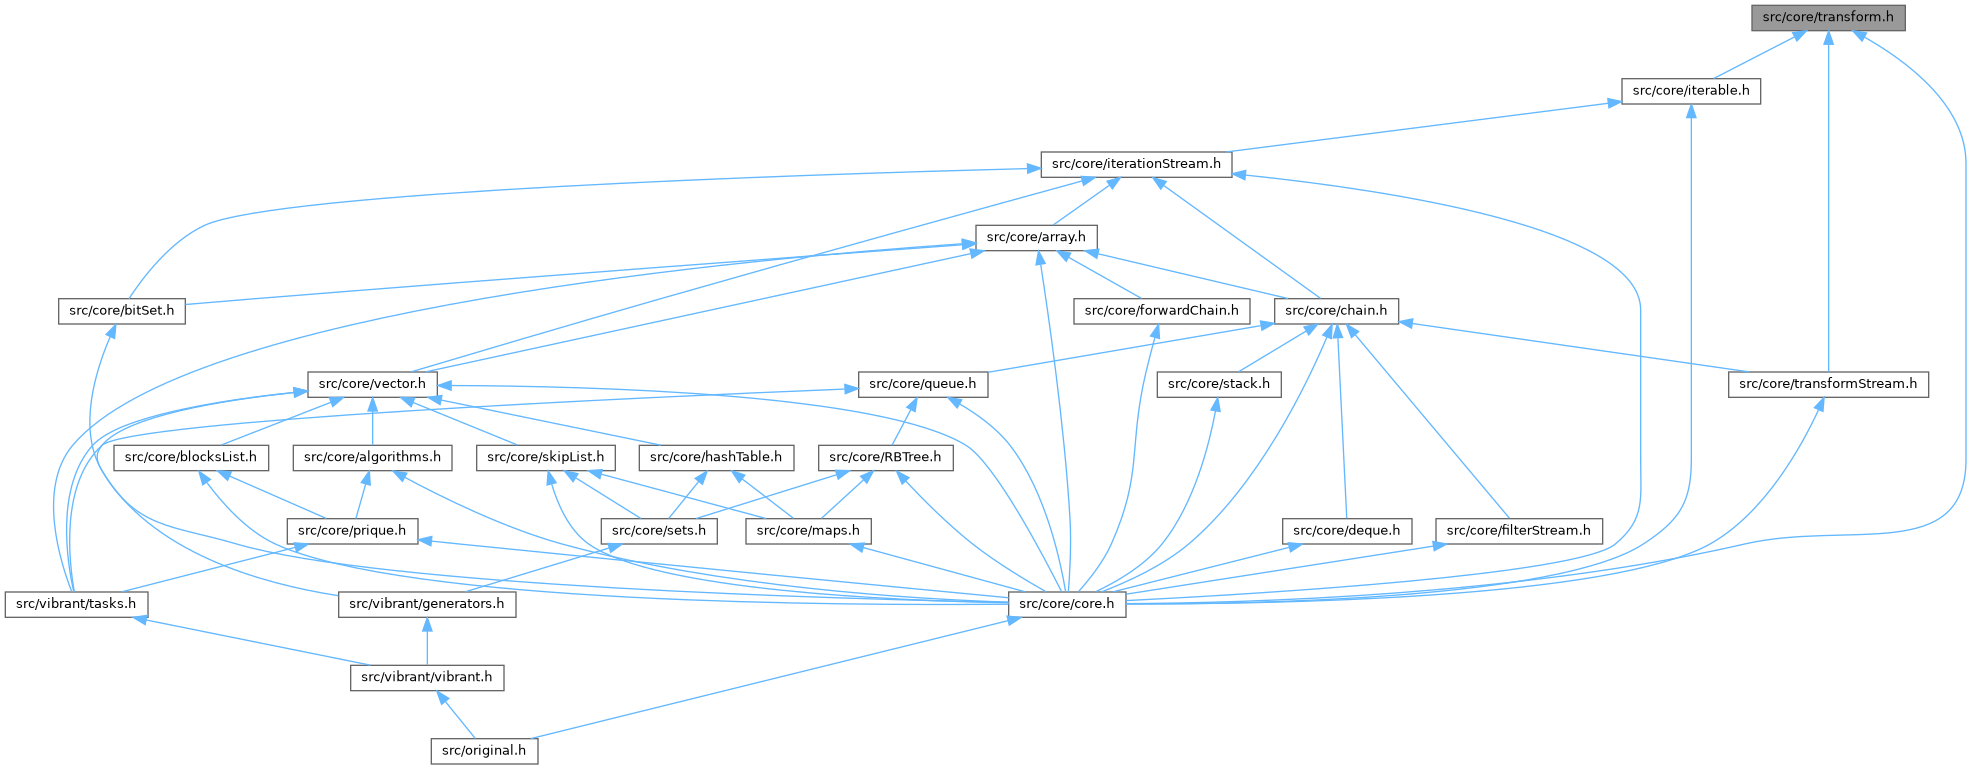 src/core/transform.h
src/core/iterable.h
src/core/iterationStream.h
src/core/array.h
src/core/bitSet.h
src/core/forwardChain.h
src/core/chain.h
src/core/vector.h
src/core/queue.h
src/core/stack.h
src/core/transformStream.h
src/core/blocksList.h
src/core/algorithms.h
src/core/skipList.h
src/core/hashTable.h
src/core/RBTree.h
src/core/prique.h
src/core/sets.h
src/core/maps.h
src/core/deque.h
src/core/filterStream.h
src/vibrant/tasks.h
src/vibrant/generators.h
src/core/core.h
src/vibrant/vibrant.h
src/original.h